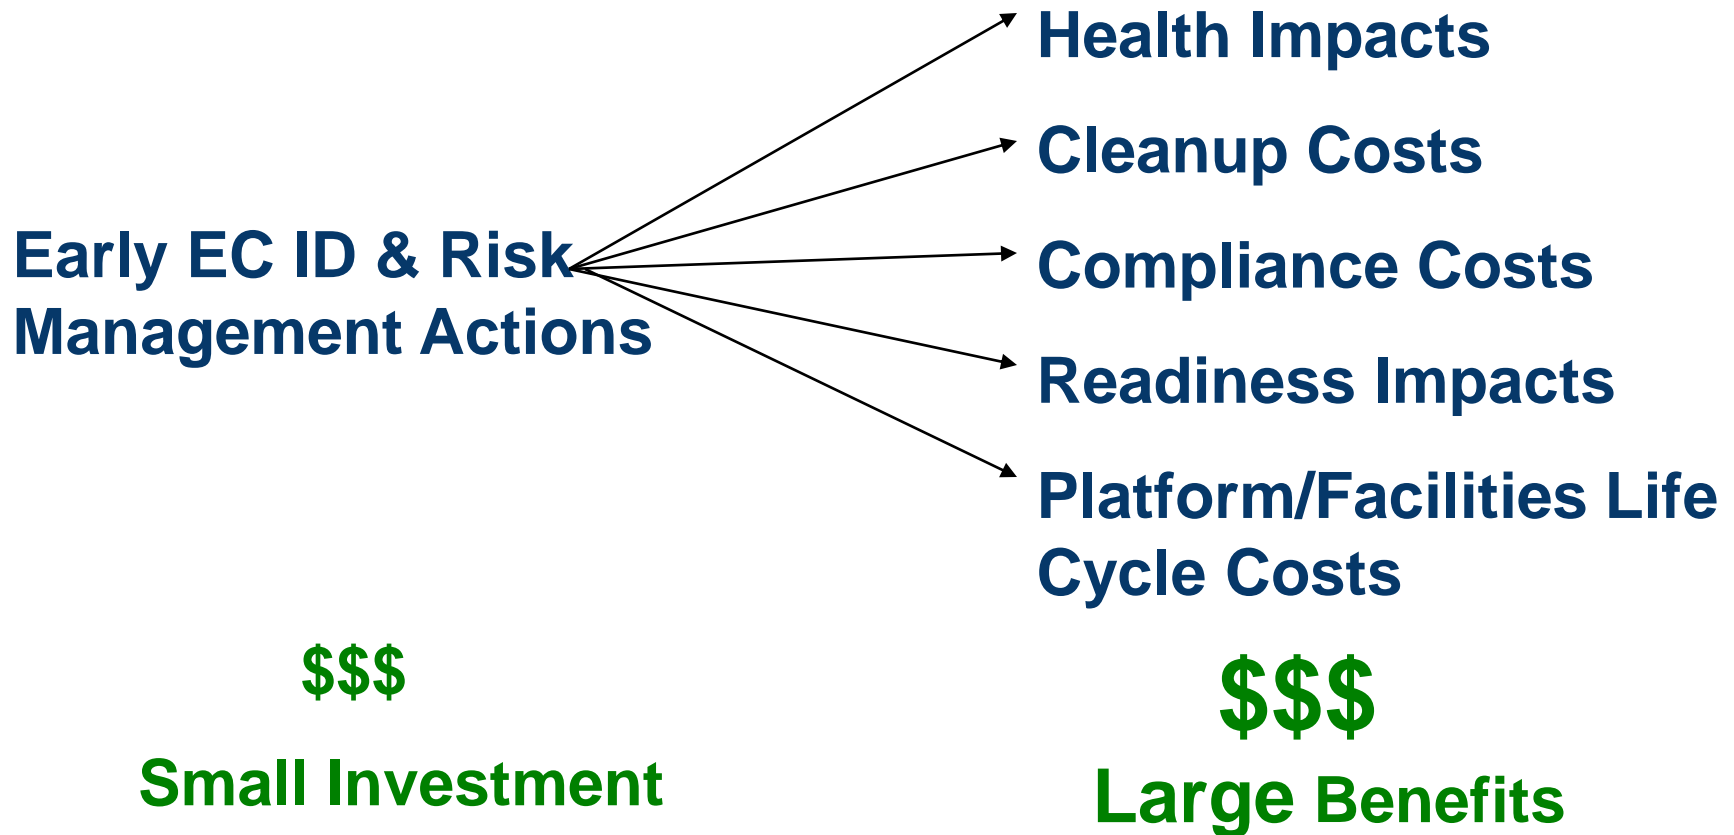 Early EC ID & Risk
Management Actions
Health Impacts
Cleanup Costs
Compliance Costs
Readiness Impacts
Platform/Facilities Life
Cycle Costs
$$$
Small Investment
$$$
Large Benefits